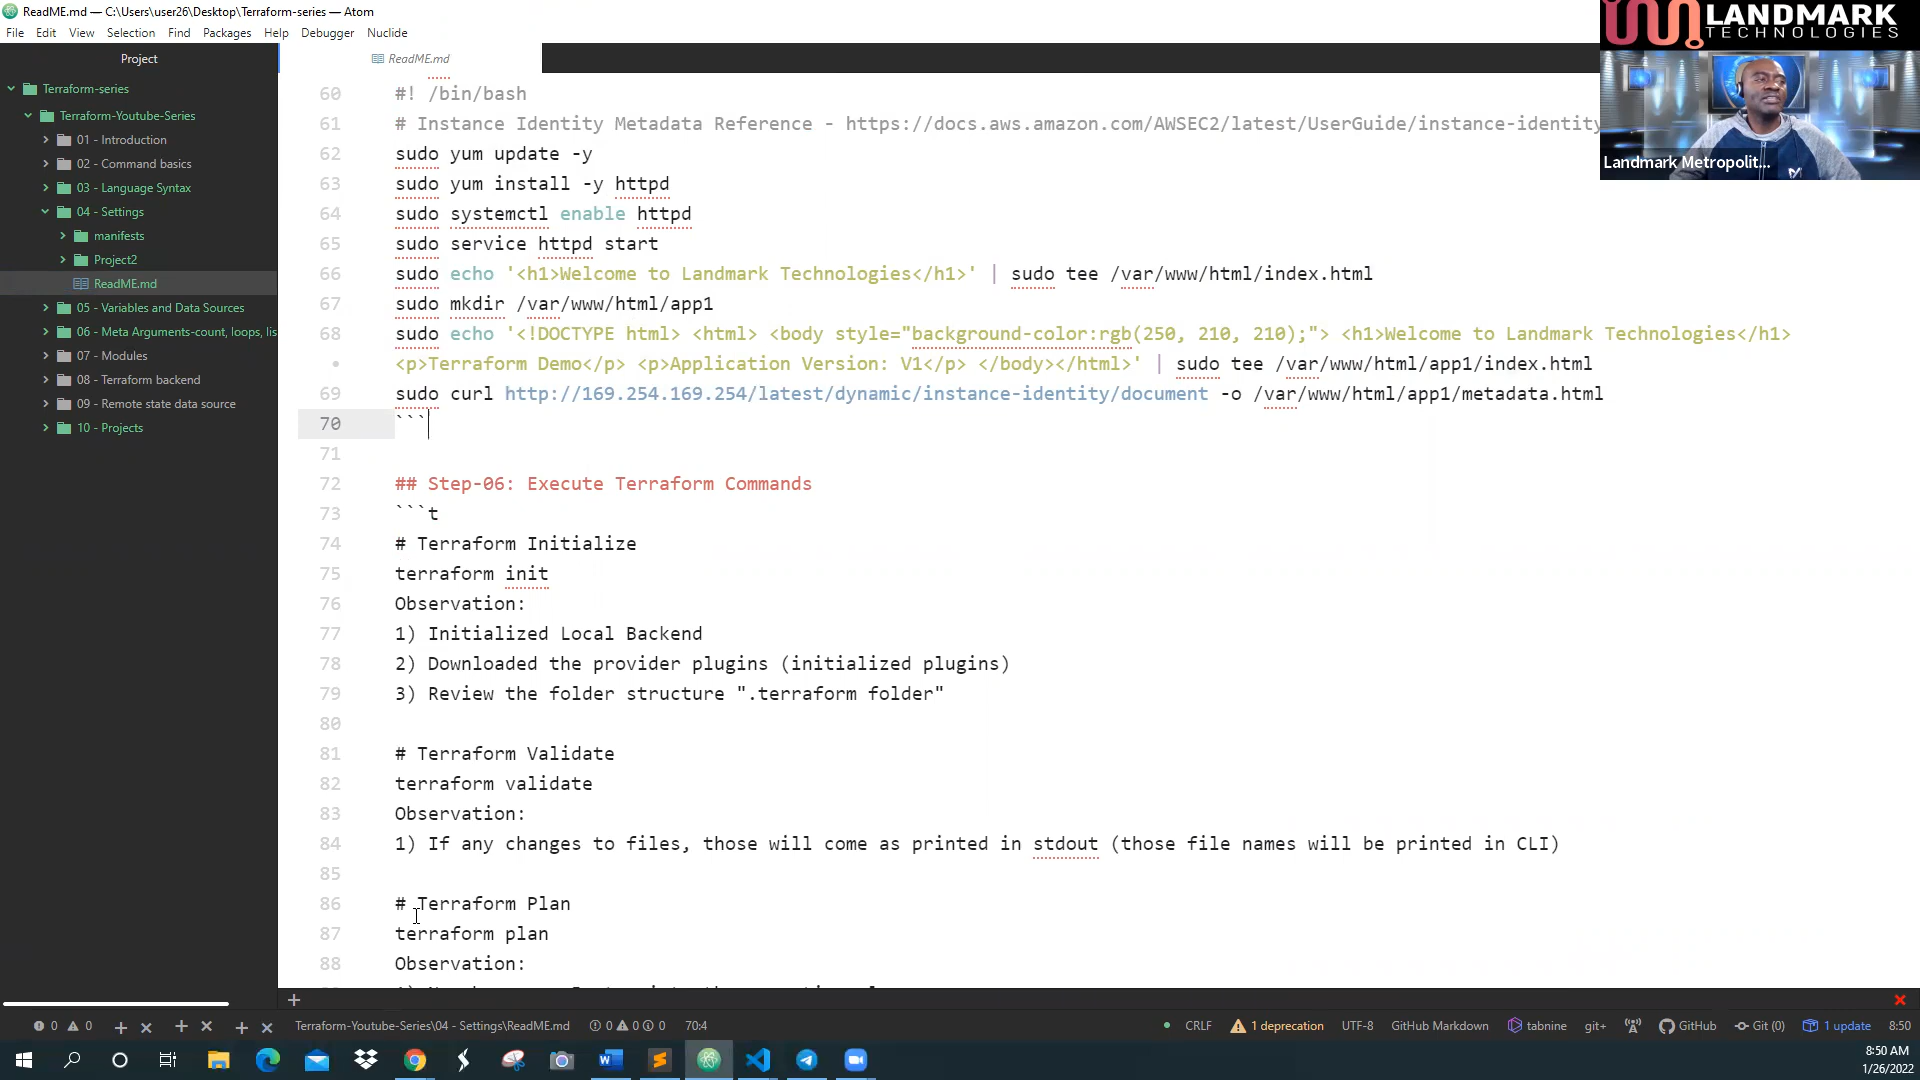 ReadME.md — C:\Users\user26\Desktop\Terraform-series — Atom
File Edit View Selection Find Packages Help Debugger Nuclide
Project
Terraform-series
Terraform-Youtube-Series
01 - Introduction
02 - Command basics
03 - Language Syntax
04 - Settings
manifests
Project2
ReadME.md
05 - Variables and Data Sources
06 - Meta Arguments-count, loops, lis
07 - Modules
08 - Terraform backend
09 - Remote state data source
10 - Projects
ReadME.md
60 #! /bin/bash
61 # Instance Identity Metadata Reference - https://docs.aws.amazon.com/AWSEC2/latest/UserGuide/instance-identity
62 sudo yum update -y
63 sudo yum install -y httpd
64 sudo systemctl enable httpd
65 sudo service httpd start
66 sudo echo '<h1>Welcome to Landmark Technologies</h1>' | sudo tee /var/www/html/index.html
67 sudo mkdir /var/www/html/app1
68 sudo echo '<!DOCTYPE html> <html> <body style="background-color:rgb(250, 210, 210);"> <h1>Welcome to Landmark Technologies</h1>
• <p>Terraform Demo</p> <p>Application Version: V1</p> </body></html>' | sudo tee /var/www/html/app1/index.html
69 sudo curl http://169.254.169.254/latest/dynamic/instance-identity/document -o /var/www/html/app1/metadata.html
70 ```
71
72 ## Step-06: Execute Terraform Commands
73 ```t
74 # Terraform Initialize
75 terraform init
76 Observation:
77 1) Initialized Local Backend
78 2) Downloaded the provider plugins (initialized plugins)
79 3) Review the folder structure ".terraform folder"
80
81 # Terraform Validate
82 terraform validate
83 Observation:
84 1) If any changes to files, those will come as printed in stdout (those file names will be printed in CLI)
85
86 # Terraform Plan
87 terraform plan
88 Observation:
LANDMARK
TECHNOLOGIES
Landmark Metropolit...
0 0 Terraform-Youtube-Series\04 - Settings\ReadME.md 0 0 0 70:4 CRLF 1 deprecation UTF-8 GitHub Markdown tabnine git+ GitHub Git (0) 1 update 8:50
8:50 AM
1/26/2022